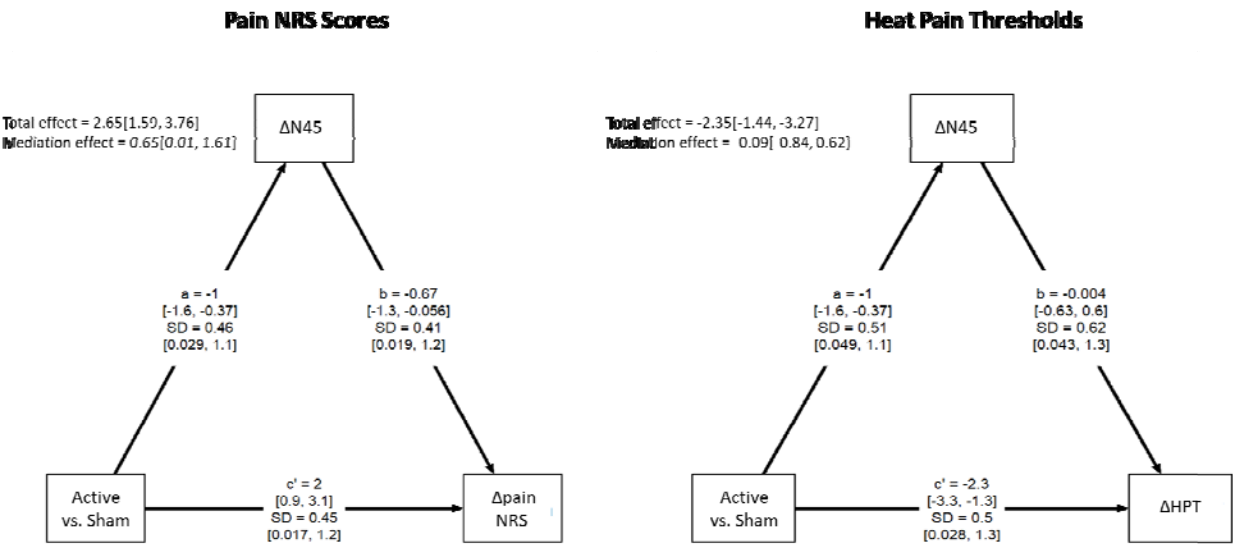 Pain NRS Scores
Total effect = 2.65[1.59, 3.76]
Mediation effect = 0.65[0.01, 1.61]
ΔN45
a = -1
[-1.6, -0.37]
SD = 0.46
[0.029, 1.1]
b = -0.67
[-1.3, -0.056]
SD = 0.41
[0.019, 1.2]
Active
vs. Sham
c' = 2
[0.9, 3.1]
SD = 0.45
[0.017, 1.2]
Δpain
NRS
Heat Pain Thresholds
Total effect = -2.35[-1.44, -3.27]
Mediation effect = 0.09[ 0.84, 0.62]
ΔN45
a = -1
[-1.6, -0.37]
SD = 0.51
[0.049, 1.1]
b = -0.004
[-0.63, 0.6]
SD = 0.62
[0.043, 1.3]
Active
vs. Sham
c' = -2.3
[-3.3, -1.3]
SD = 0.5
[0.028, 1.3]
ΔHPT